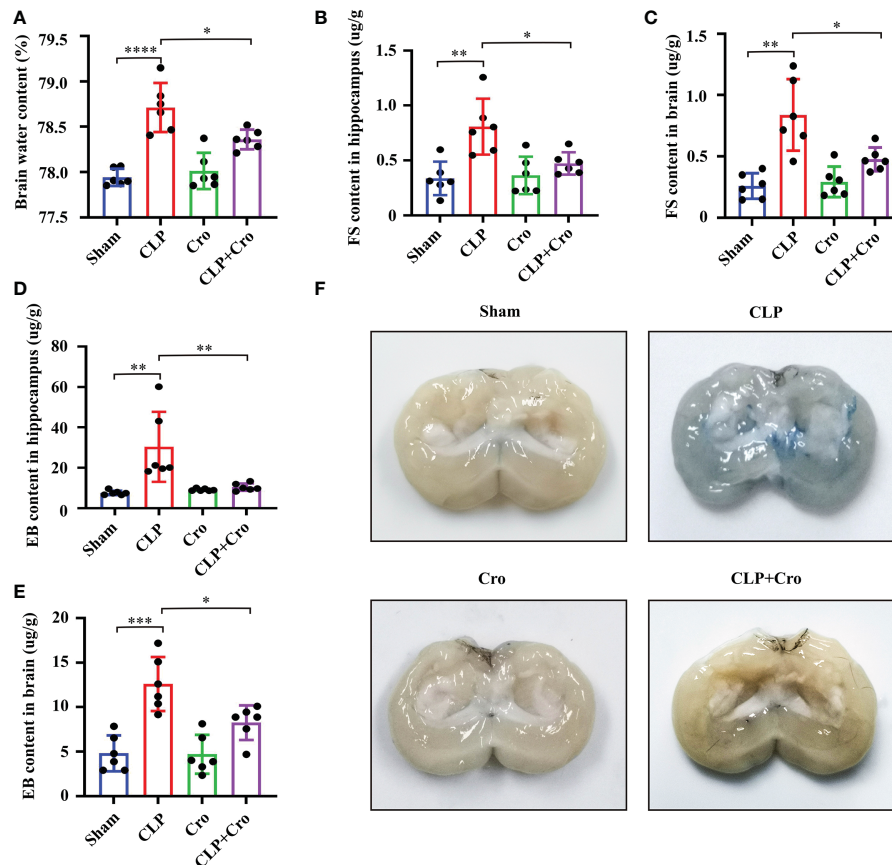 A
Brain water content (%)
79.5
79.0
78.5
78.0
77.5
****
*
Sham
CLP
Cro
CLP+Cro
B
FS content in hippocampus (ug/g)
1.5
1.0
0.5
0
**
*
Sham
CLP
Cro
CLP+Cro
C
FS content in brain (ug/g)
1.5
1.0
0.5
0
**
*
Sham
CLP
Cro
CLP+Cro
D
EB content in hippocampus (ug/g)
80
60
40
20
0
**
**
Sham
CLP
Cro
CLP+Cro
E
EB content in brain (ug/g)
20
15
10
5
0
***
*
Sham
CLP
Cro
CLP+Cro
F
Sham
CLP
Cro
CLP+Cro